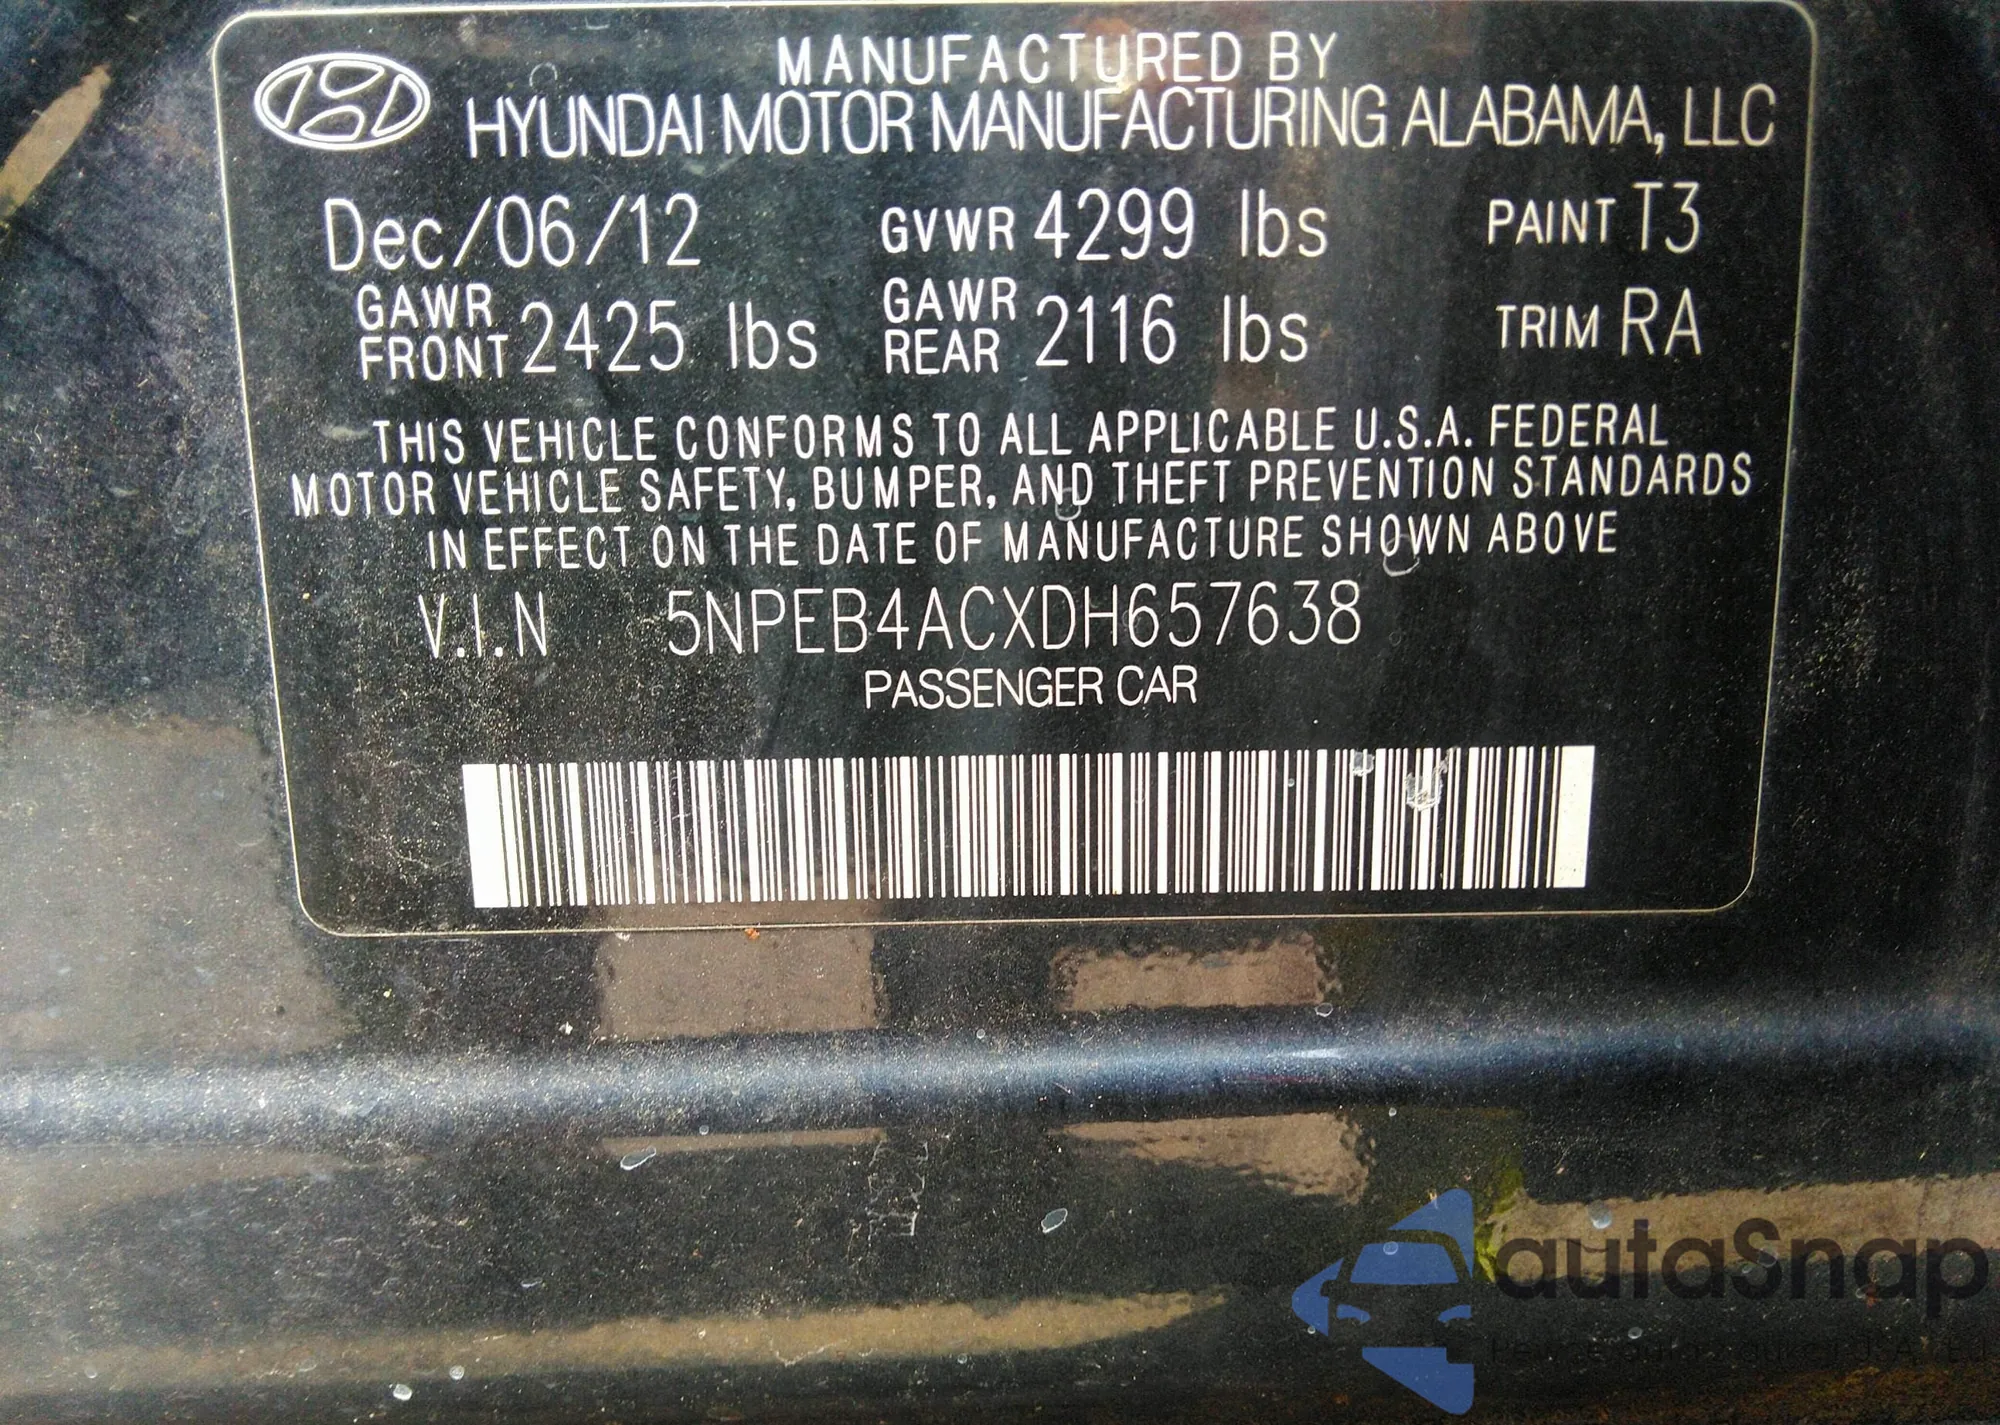 MANUFACTURED BY
HYUNDAI MOTOR MANUFACTURING ALABAMA, LLC
Dec/06/12 GVWR 4299 lbs PAINT T3
GAWR FRONT 2425 lbs GAWR REAR 2116 lbs TRIM RA
THIS VEHICLE CONFORMS TO ALL APPLICABLE U.S.A. FEDERAL
MOTOR VEHICLE SAFETY, BUMPER, AND THEFT PREVENTION STANDARDS
IN EFFECT ON THE DATE OF MANUFACTURE SHOWN ABOVE
V.I.N 5NPEB4ACXDH657638
PASSENGER CAR
autaSnap